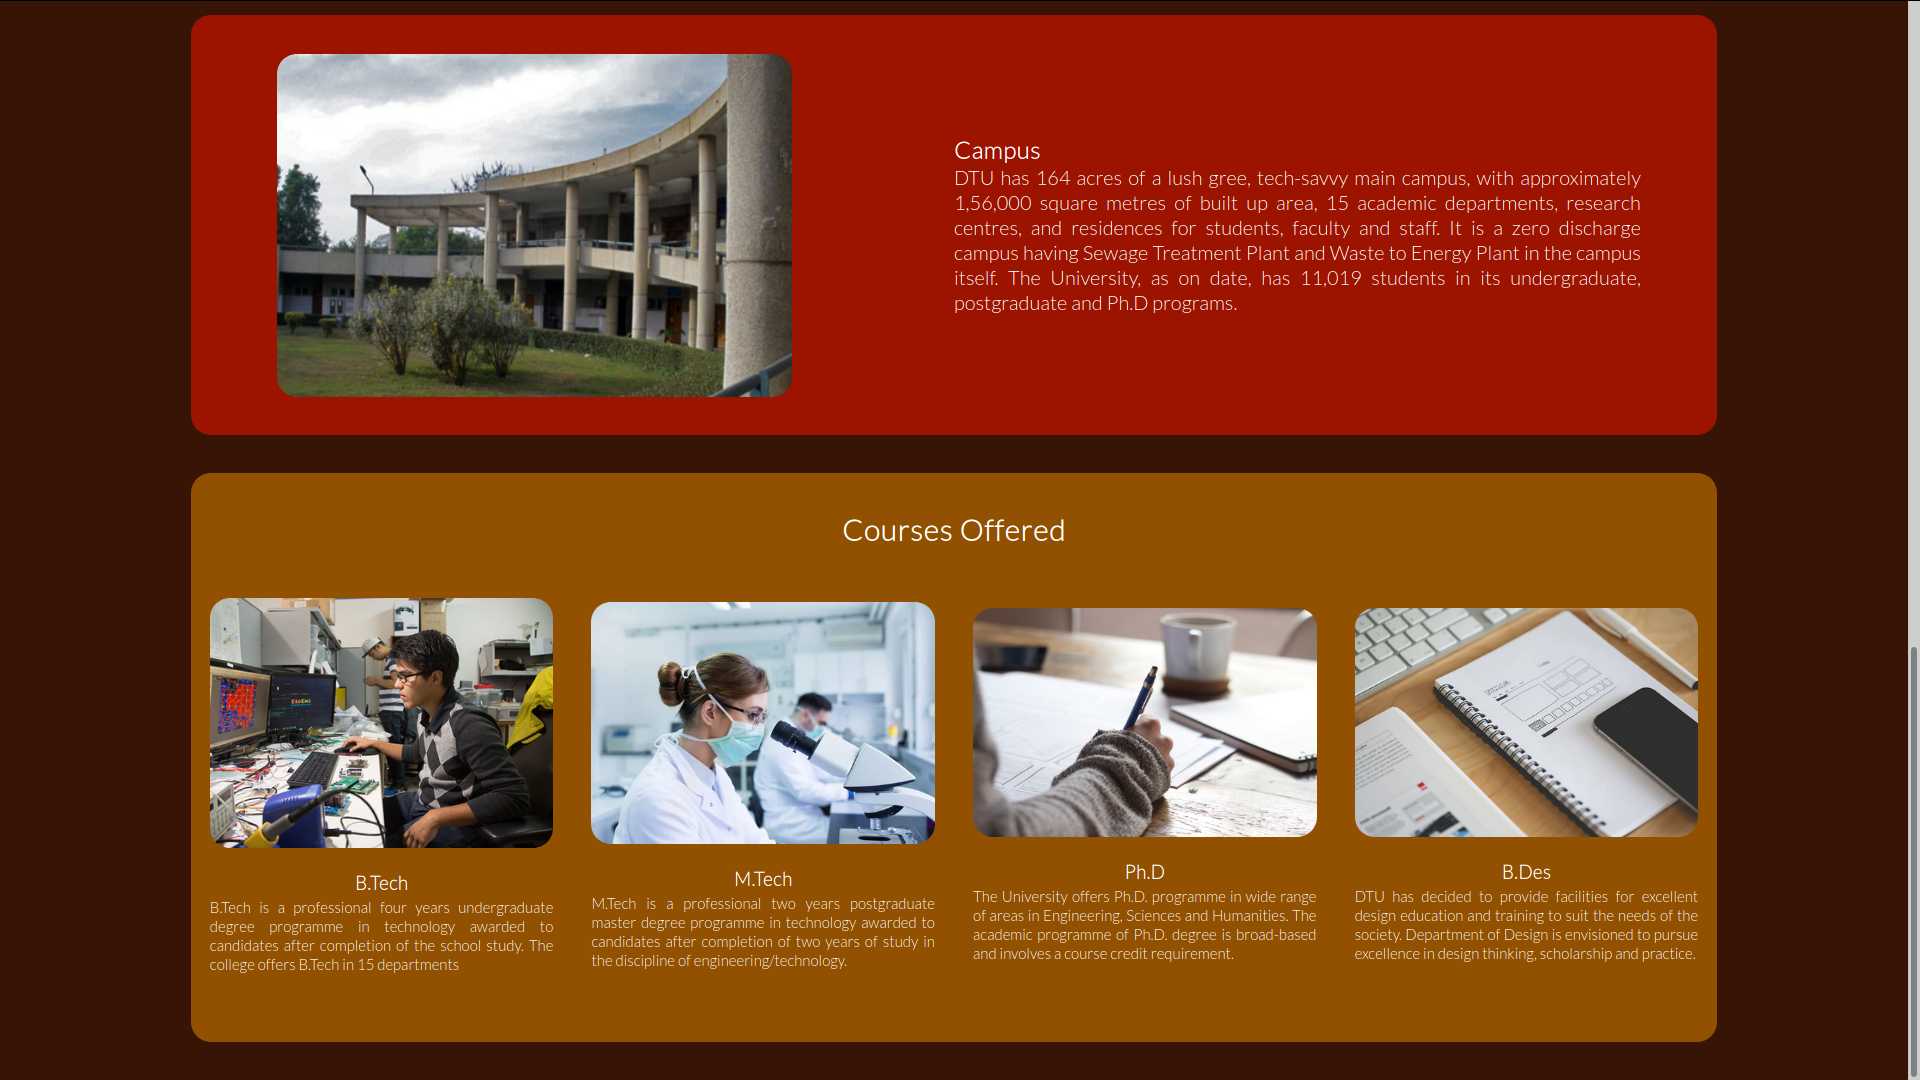 Campus
DTU has 164 acres of a lush gree, tech-savvy main campus, with approximately
1,56,000 square metres of built up area, 15 academic departments, research
centres, and residences for students, faculty and staff. It is a zero discharge
campus having Sewage Treatment Plant and Waste to Energy Plant in the campus
itself. The University, as on date, has 11,019 students in its undergraduate,
postgraduate and Ph.D programs.
Courses Offered
B.Tech
B.Tech is a professional four years undergraduate
degree programme in technology awarded to
candidates after completion of the school study. The
college offers B.Tech in 15 departments
M.Tech
M.Tech is a professional two years postgraduate
master degree programme in technology awarded to
candidates after completion of two years of study in
the discipline of engineering/technology.
Ph.D
The University offers Ph.D. programme in wide range
of areas in Engineering, Sciences and Humanities. The
academic programme of Ph.D. degree is broad-based
and involves a course credit requirement.
B.Des
DTU has decided to provide facilities for excellent
design education and training to suit the needs of the
society. Department of Design is envisioned to pursue
excellence in design thinking, scholarship and practice.